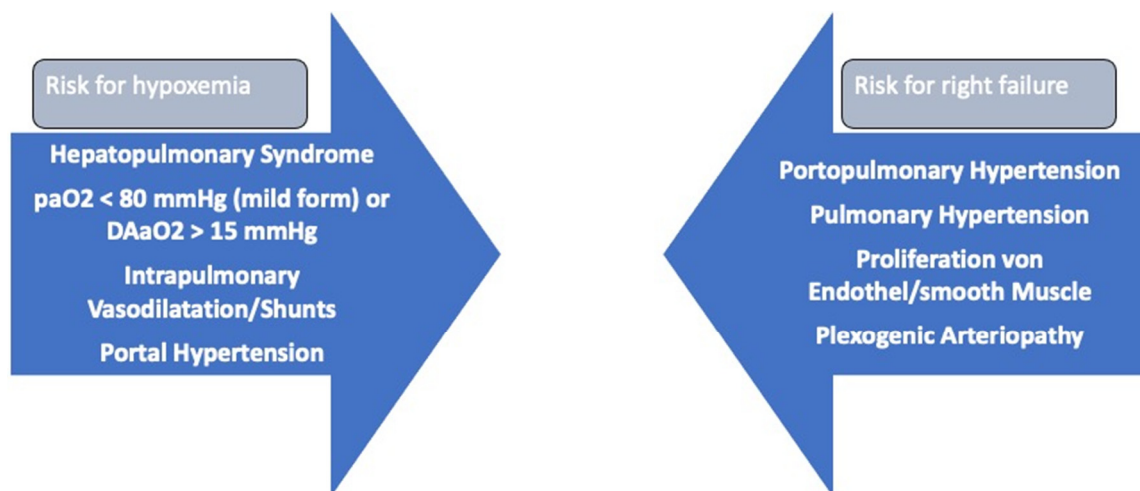 Risk for hypoxemia
Hepatopulmonary Syndrome
paO2 < 80 mmHg (mild form) or
DAaO2 > 15 mmHg
Intrapulmonary
Vasodilatation/Shunts
Portal Hypertension
Risk for right failure
Portopulmonary Hypertension
Pulmonary Hypertension
Proliferation von
Endothel/smooth Muscle
Plexogenic Arteriopathy